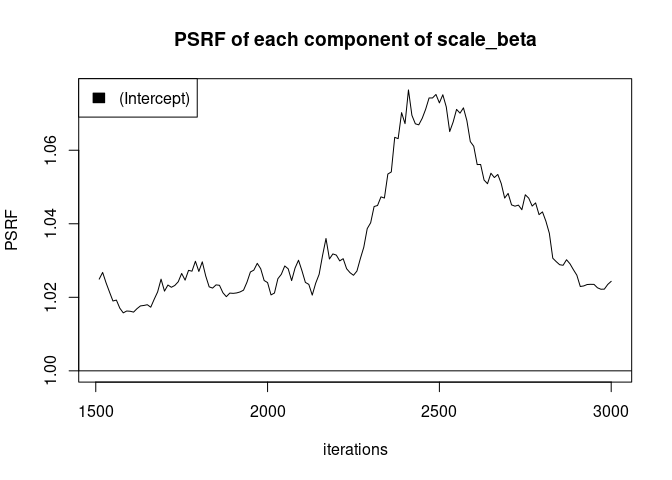 PSRF of each component of scale_beta
(Intercept)
PSRF
1.06
1.04
1.02
1.00
1500 2000 2500 3000
iterations